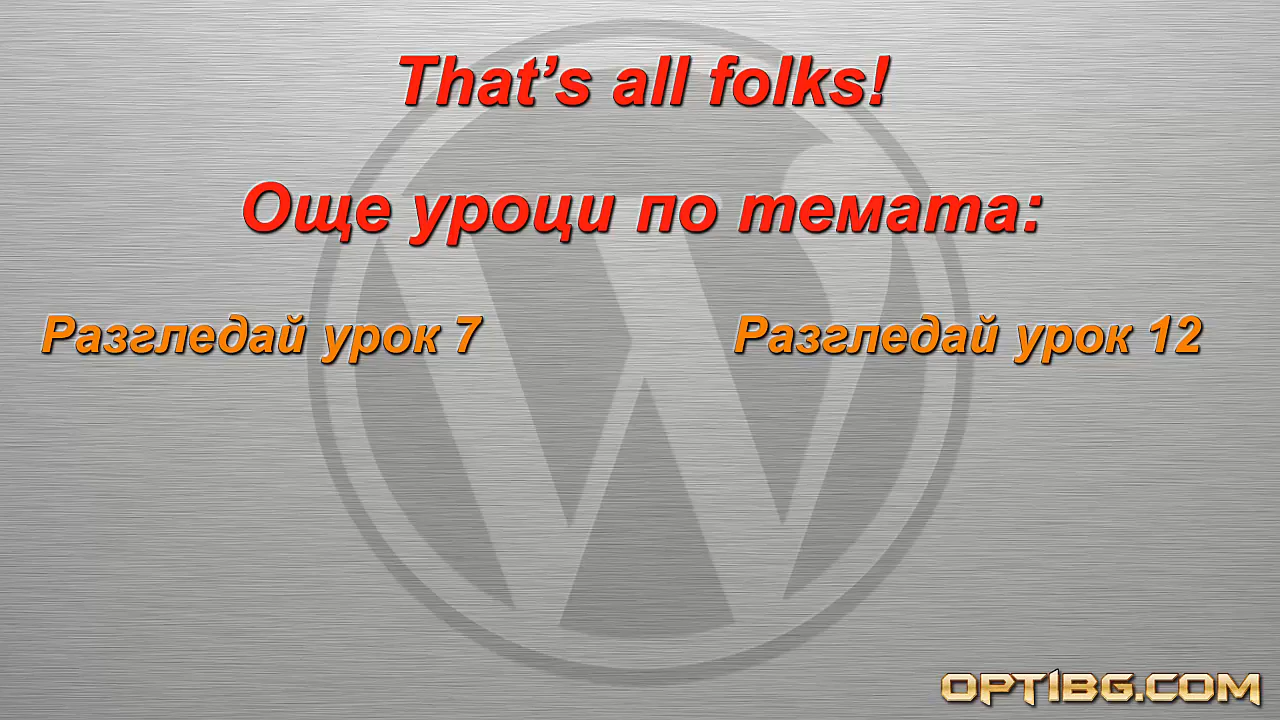 That’s all folks!
Още уроци по темата:
Разгледай урок 7
Разгледай урок 12
OPT1BG.COM